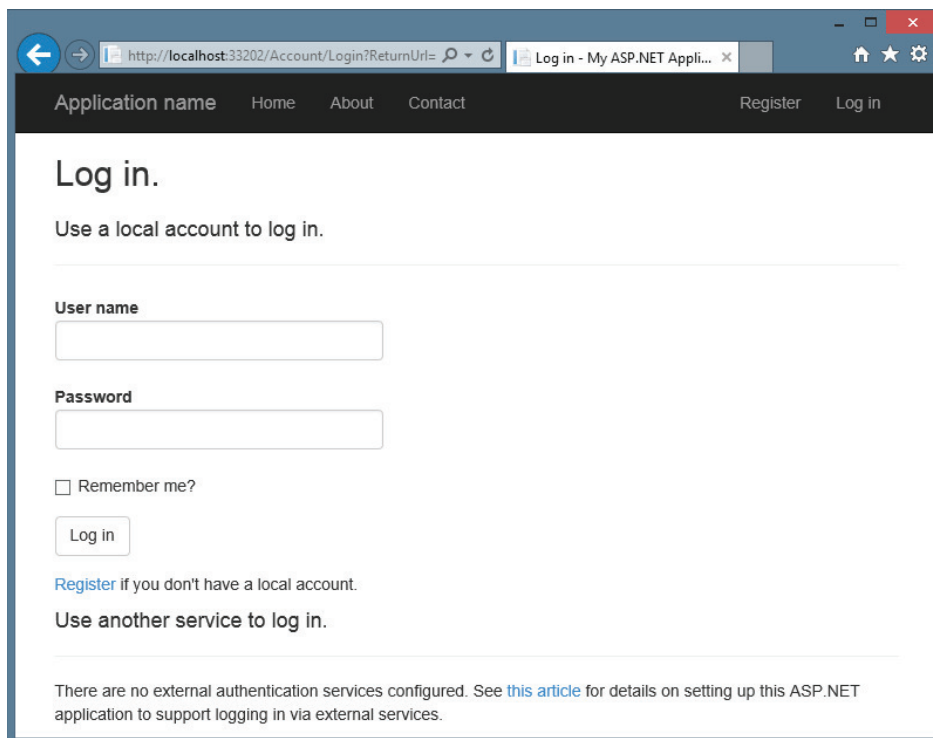 http://localhost:33202/Account/Login?ReturnUrl=
Log in - My ASP.NET Appli...
Application name Home About Contact Register Log in
Log in.
Use a local account to log in.
User name
Password
Remember me?
Log in
Register if you don't have a local account.
Use another service to log in.
There are no external authentication services configured. See this article for details on setting up this ASP.NET
application to support logging in via external services.